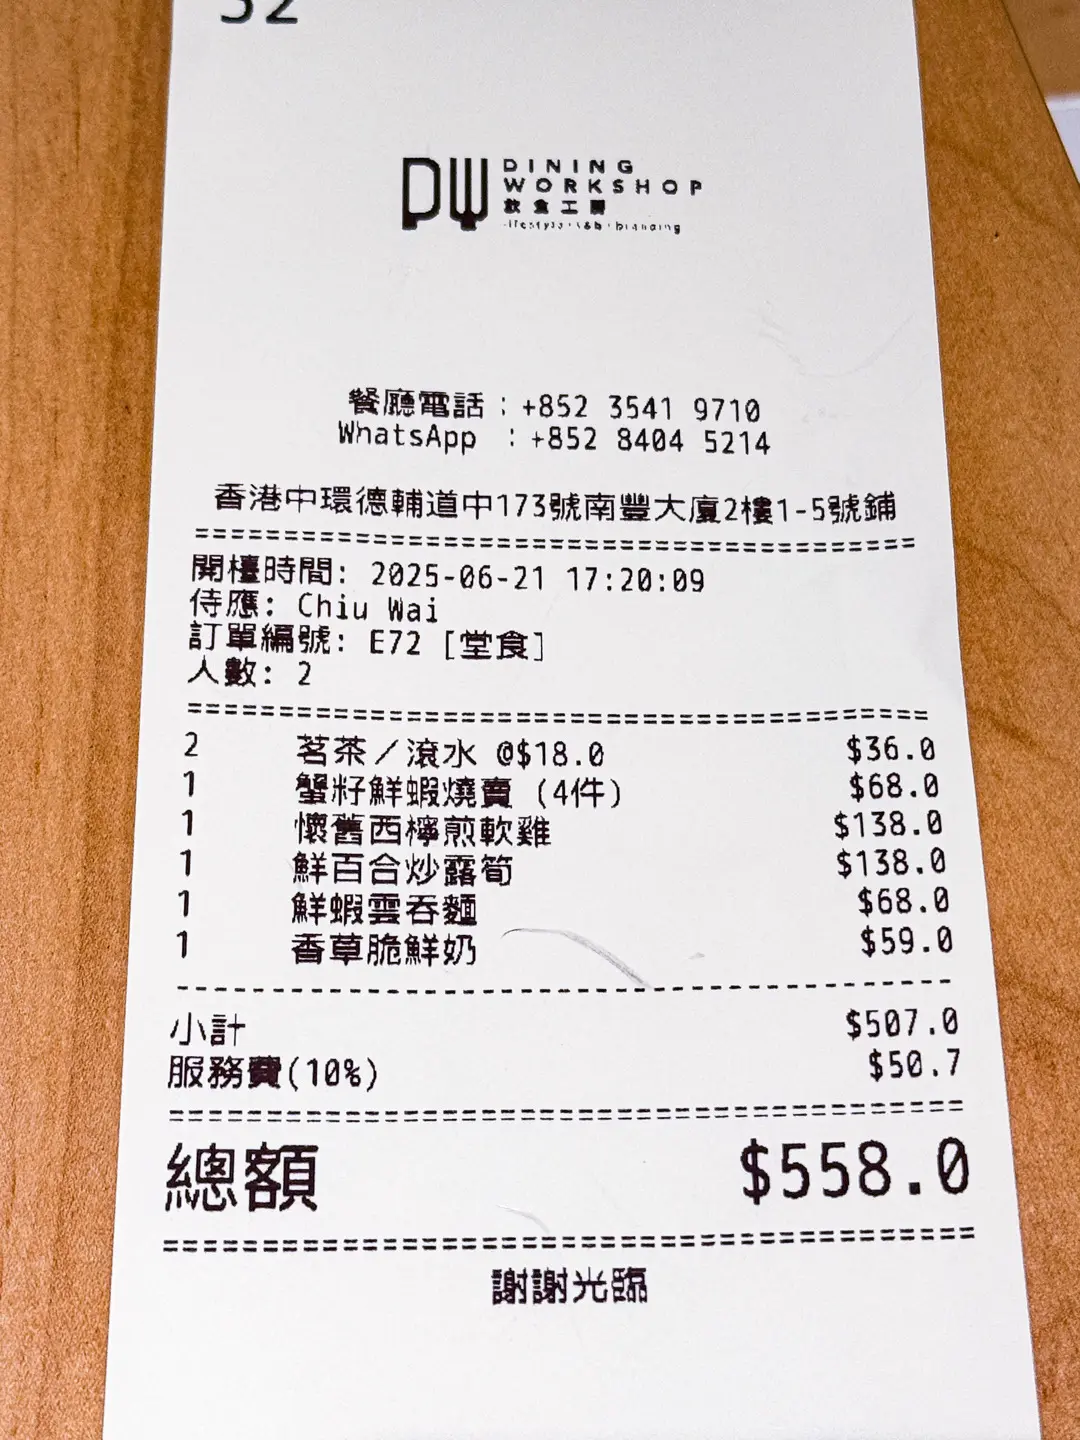 32
DW DINING
WORKSHOP
飲食工房
餐廳電話：+852 3541 9710
WhatsApp ：+852 8404 5214
香港中環德輔道中173號南豐大廈2樓1-5號鋪
========================================
開檯時間: 2025-06-21 17:20:09
侍應: Chiu Wai
訂單編號: E72 [堂食]
人數: 2
========================================
2 茗茶／滾水 @$18.0 $36.0
1 蟹籽鮮蝦燒賣 (4件) $68.0
1 懷舊西檸煎軟雞 $138.0
1 鮮百合炒露筍 $138.0
1 鮮蝦雲吞麵 $68.0
1 香草脆鮮奶 $59.0
----------------------------------------
小計 $507.0
服務費(10%) $50.7
========================================
總額 $558.0
========================================
謝謝光臨